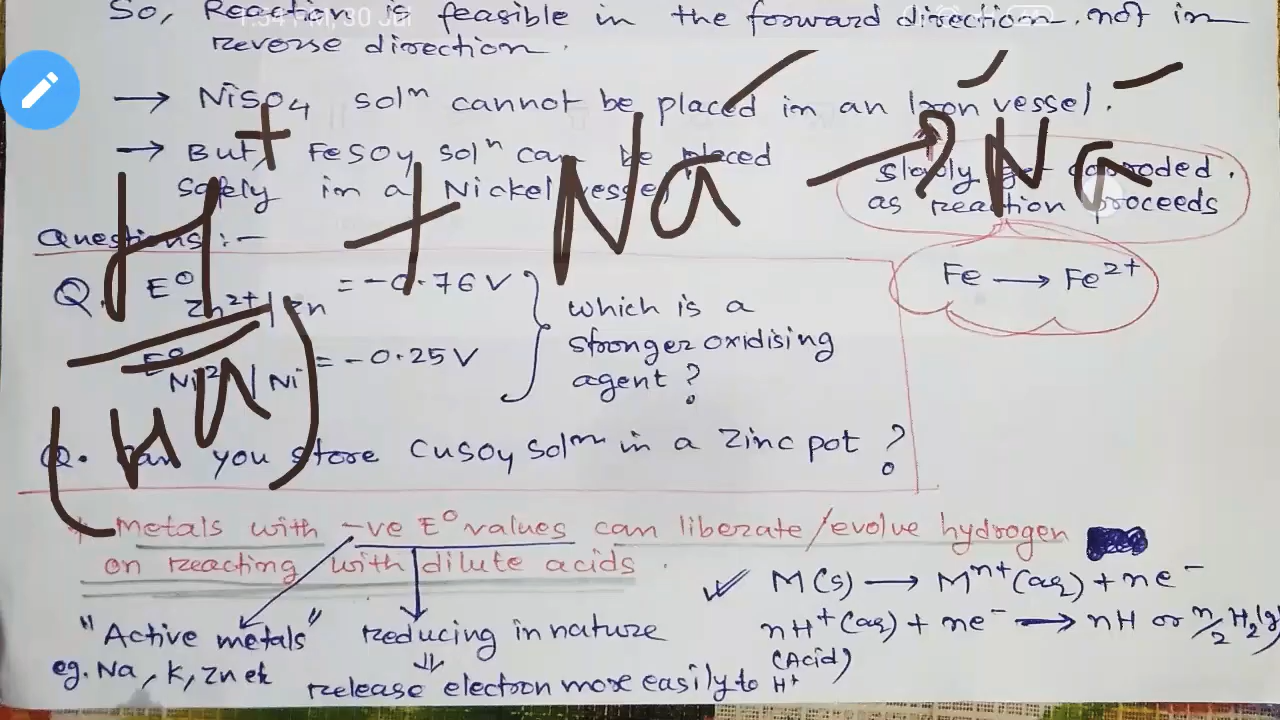 So, Reaction is feasible in the forward direction, not in
reverse direction.
→ NiSO4 solⁿ cannot be placed in an Iron vessel.
→ But, FeSO4 solⁿ can be placed
safely in a Nickel vessel
slowly get corroded.
as reaction proceeds
Fe → Fe²⁺
H⁺ + Na → Na
(aq)
Questions:-
Q. E° Zn²⁺|Zn = -0.76 V
E° Ni²⁺|Ni = -0.25 V
which is a
stronger oxidising
agent?
Q. Can you store CuSO4 solⁿ in a Zinc pot?
* Metals with -ve E° values can liberate/evolve hydrogen
on reacting with dilute acids.
"Active metals"
eg. Na, K, Zn etc
Reducing in nature
⇓
release electron more easily to H⁺
M(s) → Mⁿ⁺(aq) + ne⁻
nH⁺(aq) + ne⁻ → nH or n/2 H2(g)
(Acid)